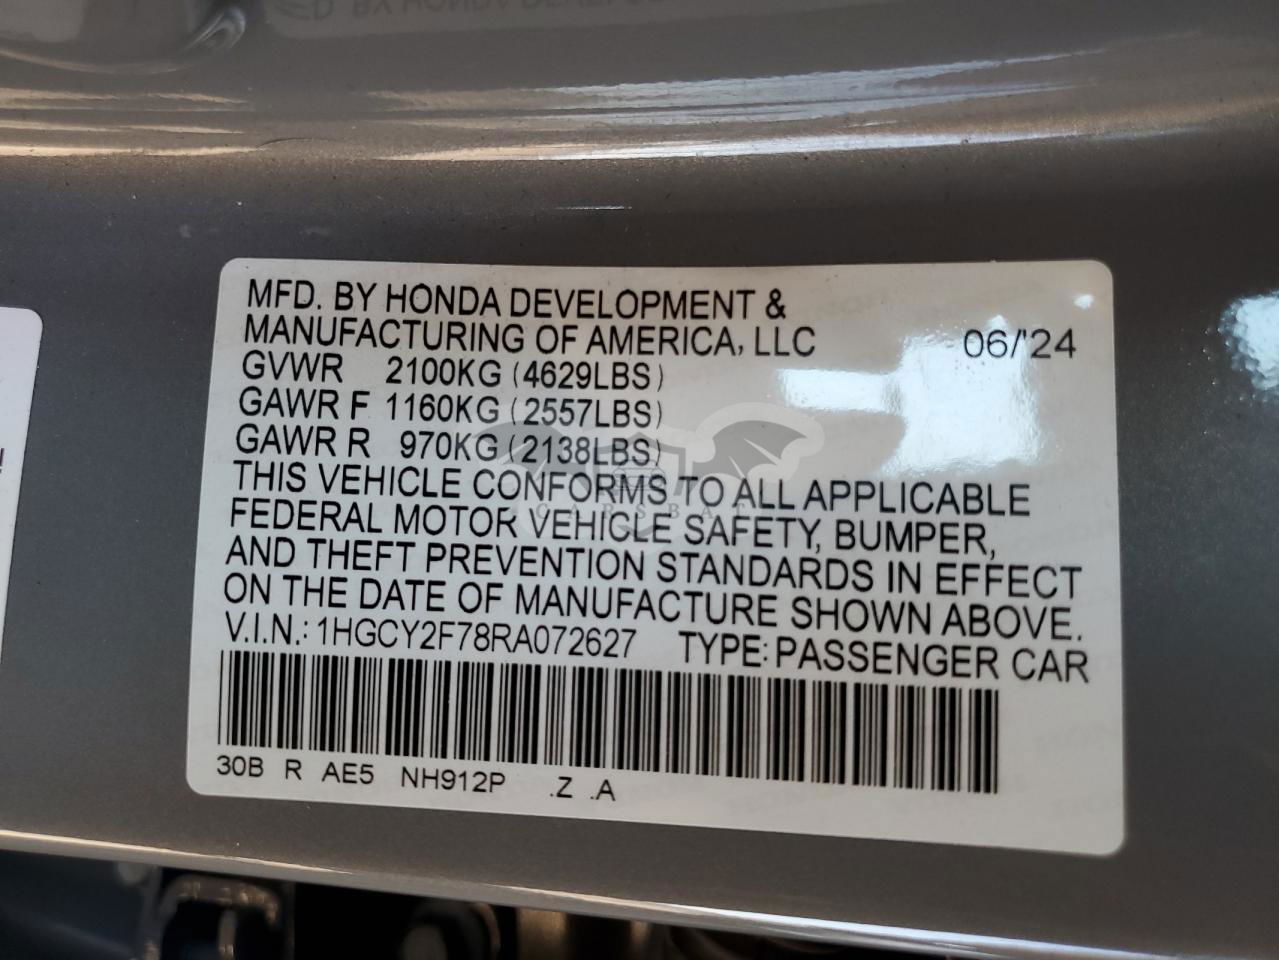 MFD. BY HONDA DEVELOPMENT &
MANUFACTURING OF AMERICA, LLC 06/'24
GVWR 2100KG (4629LBS)
GAWR F 1160KG (2557LBS)
GAWR R 970KG (2138LBS)
THIS VEHICLE CONFORMS TO ALL APPLICABLE
FEDERAL MOTOR VEHICLE SAFETY, BUMPER,
AND THEFT PREVENTION STANDARDS IN EFFECT
ON THE DATE OF MANUFACTURE SHOWN ABOVE.
V.I.N.: 1HGCY2F78RA072627 TYPE: PASSENGER CAR
30B R AE5 NH912P .Z .A
CARSBAT